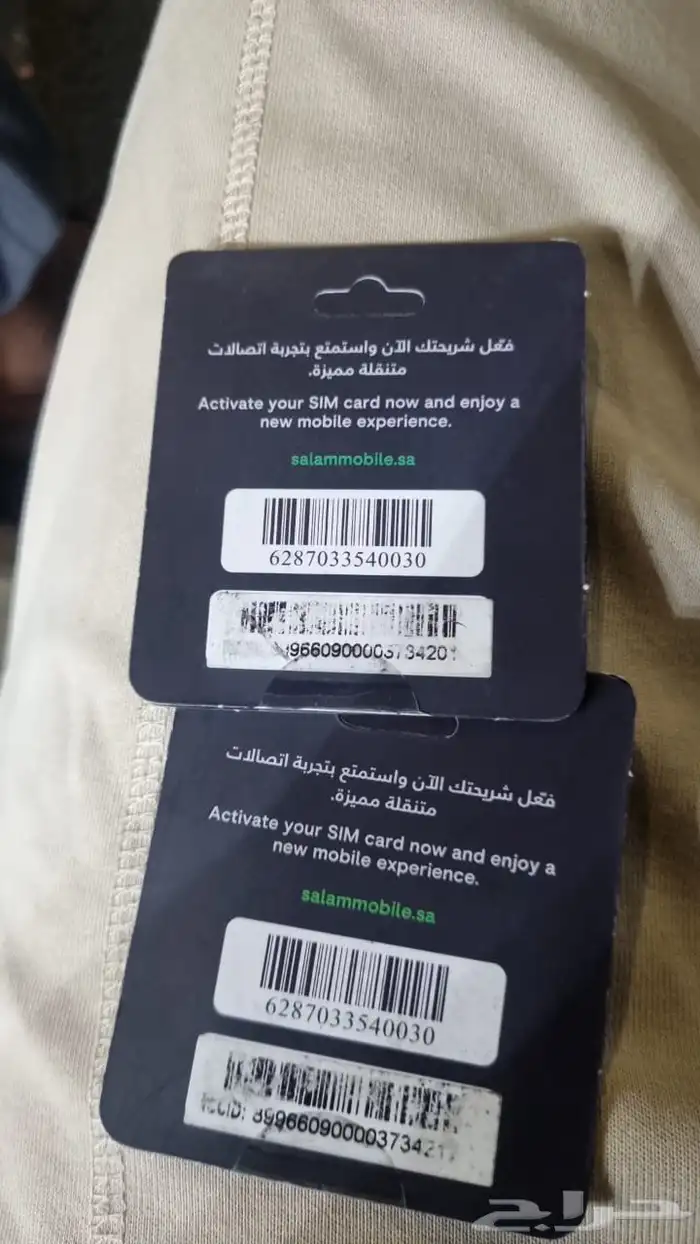 فعّل شريحتك الآن واستمتع بتجربة اتصالات
متنقلة مميزة.
Activate your SIM card now and enjoy a
new mobile experience.
salammobile.sa
6287033540030
فعّل شريحتك الآن واستمتع بتجربة اتصالات
متنقلة مميزة.
Activate your SIM card now and enjoy a
new mobile experience.
salammobile.sa
6287033540030
حراج